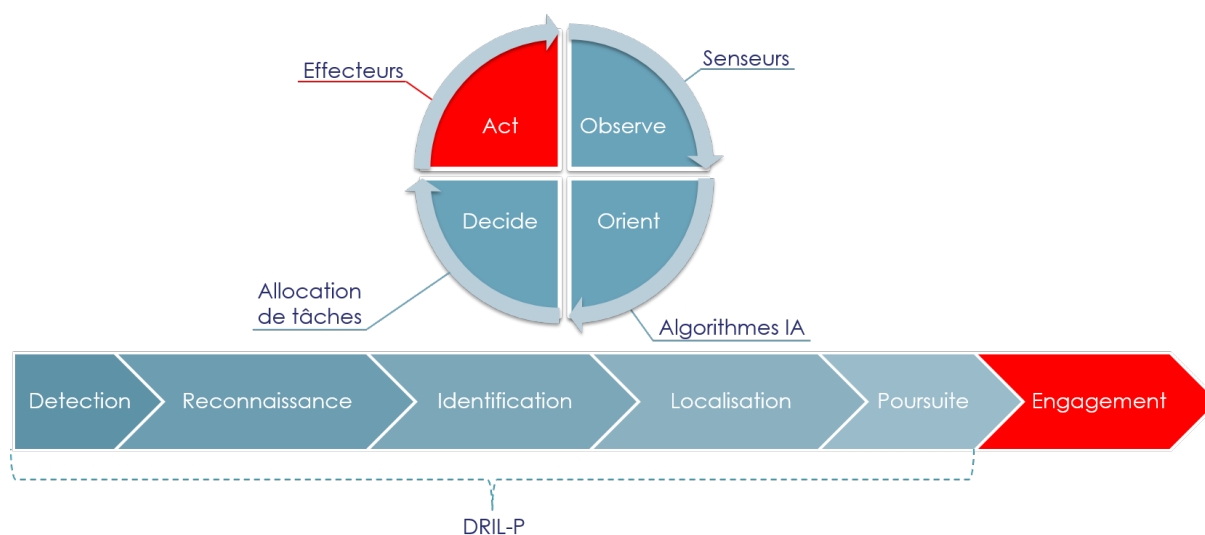 Effecteurs
Senseurs
Act
Observe
Decide
Orient
Allocation
de tâches
Algorithmes IA
Detection
Reconnaissance
Identification
Localisation
Poursuite
Engagement
DRIL-P